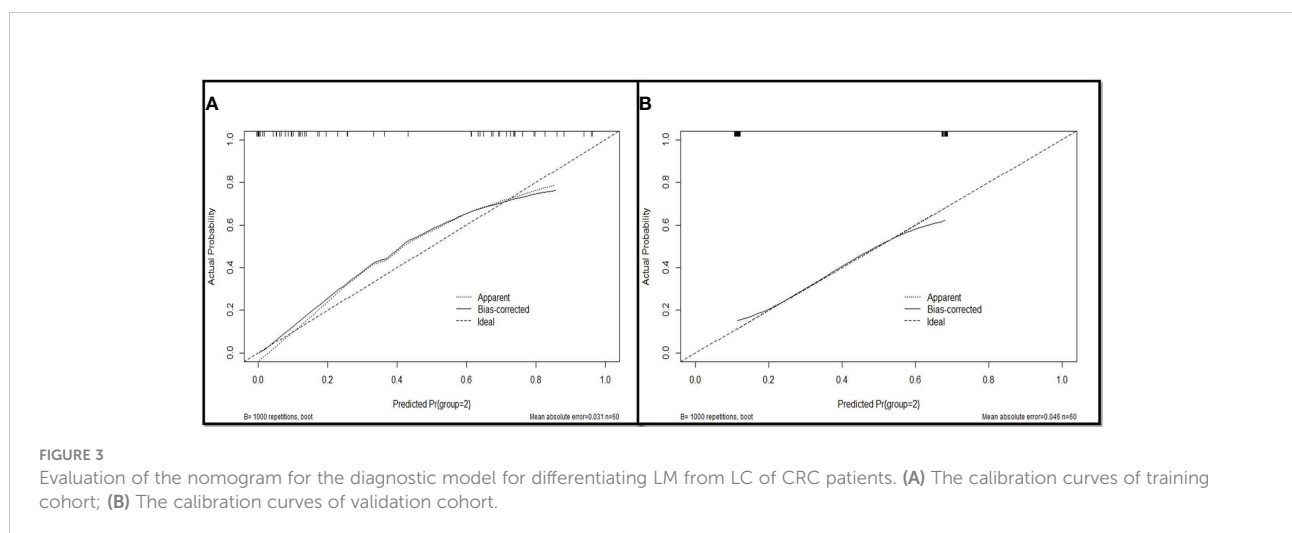 A
B
Actual Probability
0.0 0.2 0.4 0.6 0.8 1.0
Apparent
Bias-corrected
Ideal
0.0 0.2 0.4 0.6 0.8 1.0
Predicted Pr{group=2}
B= 1000 repetitions, boot
Mean absolute error=0.031 n=60
Actual Probability
0.0 0.2 0.4 0.6 0.8 1.0
Apparent
Bias-corrected
Ideal
0.0 0.2 0.4 0.6 0.8 1.0
Predicted Pr{group=2}
B= 1000 repetitions, boot
Mean absolute error=0.046 n=60
FIGURE 3
Evaluation of the nomogram for the diagnostic model for differentiating LM from LC of CRC patients. (A) The calibration curves of training
cohort; (B) The calibration curves of validation cohort.